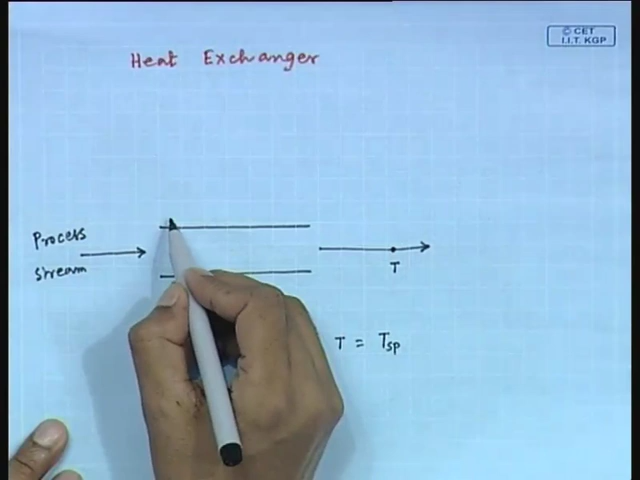 © CET
I.I.T. KGP
Heat Exchanger
Process
Stream
T
T = Tsp